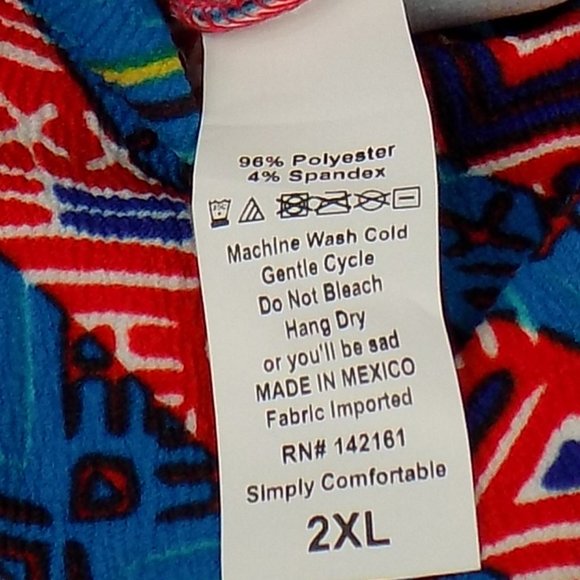 96% Polyester
4% Spandex
Machine Wash Cold
Gentle Cycle
Do Not Bleach
Hang Dry
or you'll be sad
MADE IN MEXICO
Fabric Imported
RN# 142161
Simply Comfortable
2XL